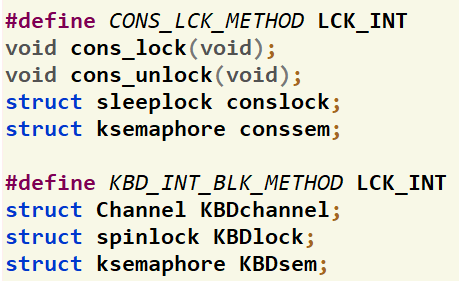 #define CONS_LCK_METHOD LCK_INT
void cons_lock(void);
void cons_unlock(void);
struct sleeplock conslock;
struct ksemaphore conssem;
#define KBD_INT_BLK_METHOD LCK_INT
struct Channel KBDchannel;
struct spinlock KBDlock;
struct ksemaphore KBDsem;